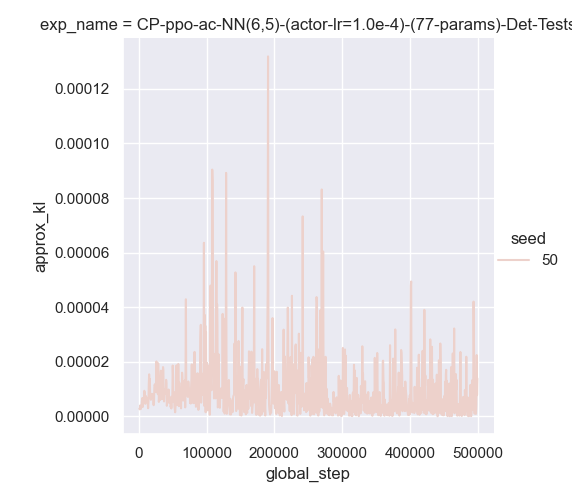 exp_name = CP-ppo-ac-NN(6,5)-(actor-lr=1.0e-4)-(77-params)-Det-Tests
0.00012
0.00010
0.00008
0.00006
0.00004
0.00002
0.00000
approx_kl
0 100000 200000 300000 400000 500000
global_step
seed
50